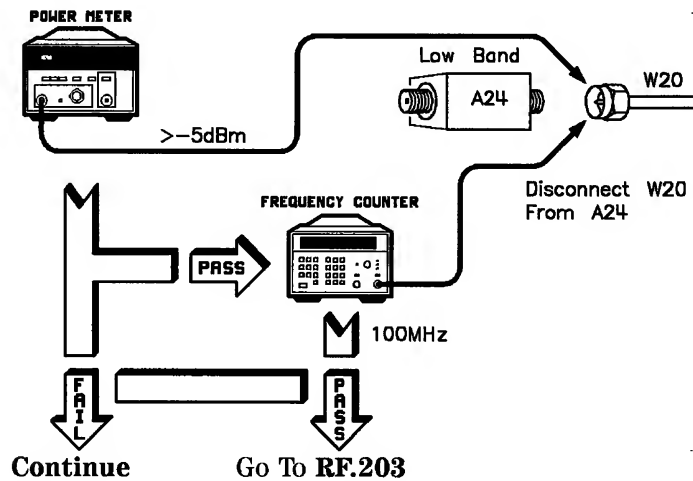 POWER METER
Low Band
A24
W20
>-5dBm
Disconnect W20
From A24
FREQUENCY COUNTER
PASS
100MHz
FAIL
PASS
Continue
Go To RF.203